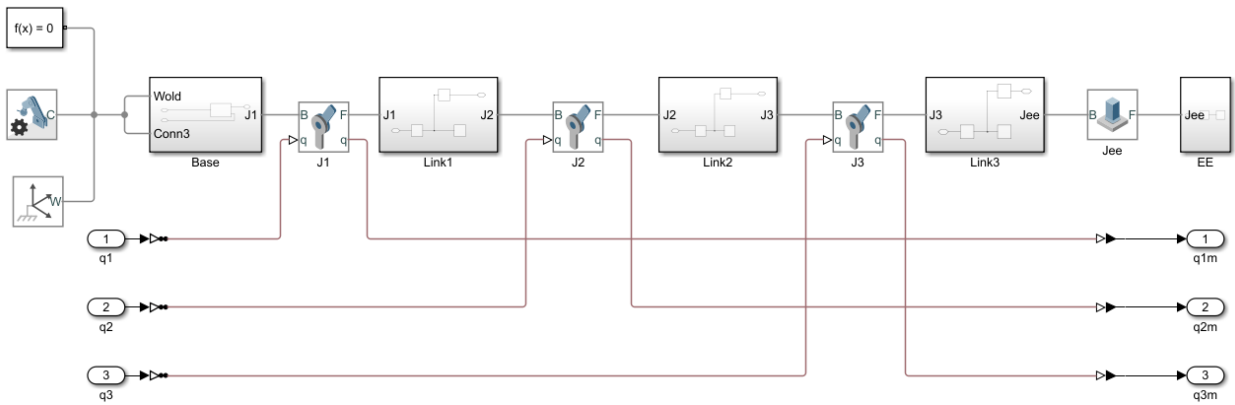 f(x) = 0
C
W
Wold
Conn3
J1
Base
B
F
q
q
J1
J1
J2
Link1
B
F
q
q
J2
J2
J3
Link2
B
F
q
q
J3
J3
Jee
Link3
B
F
Jee
Jee
EE
1
q1
1
q1m
2
q2
2
q2m
3
q3
3
q3m